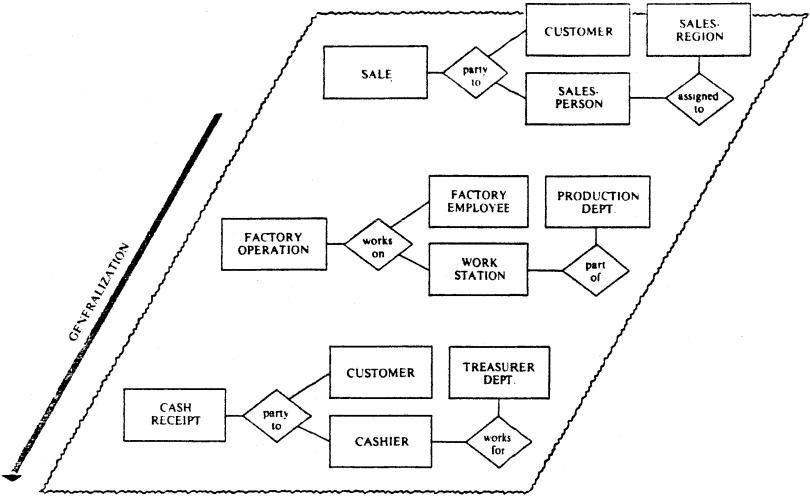 CUSTOMER
SALES-
REGION
SALE
party
to
SALES-
PERSON
assigned
to
FACTORY
EMPLOYEE
PRODUCTION
DEPT.
FACTORY
OPERATION
works
on
WORK
STATION
part
of
GENERALIZATION
CUSTOMER
TREASURER
DEPT.
CASH
RECEIPT
party
to
CASHIER
works
for